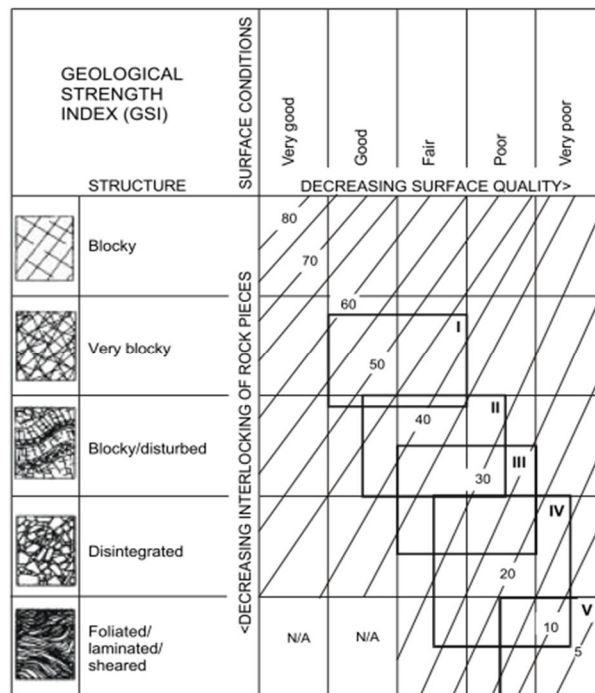 GEOLOGICAL
STRENGTH
INDEX (GSI)
STRUCTURE
SURFACE CONDITIONS
Very good
Good
Fair
Poor
Very poor
DECREASING SURFACE QUALITY>
<DECREASING INTERLOCKING OF ROCK PIECES
Blocky
80
70
Very blocky
60
I
50
Blocky/disturbed
II
40
III
30
Disintegrated
IV
20
Foliated/
laminated/
sheared
N/A
N/A
V
10
5